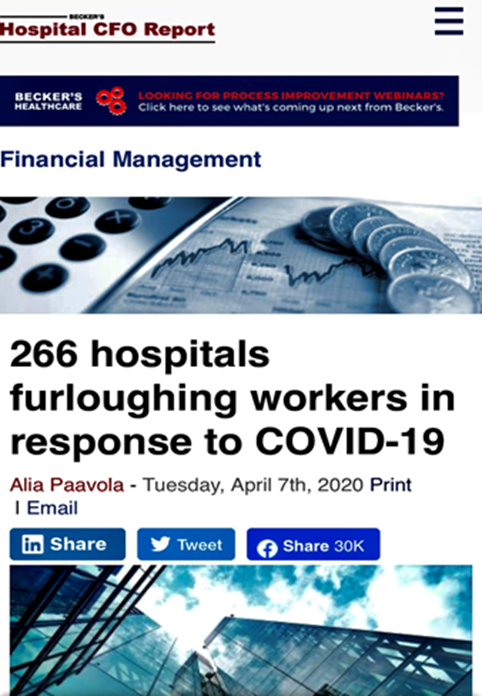 BECKER'S
Hospital CFO Report
BECKER'S
HEALTHCARE
LOOKING FOR PROCESS IMPROVEMENT WEBINARS?
Click here to see what's coming up next from Becker's.
Financial Management
266 hospitals
furloughing workers in
response to COVID-19
Alia Paavola - Tuesday, April 7th, 2020 Print
| Email
in Share
Tweet
Share 30K